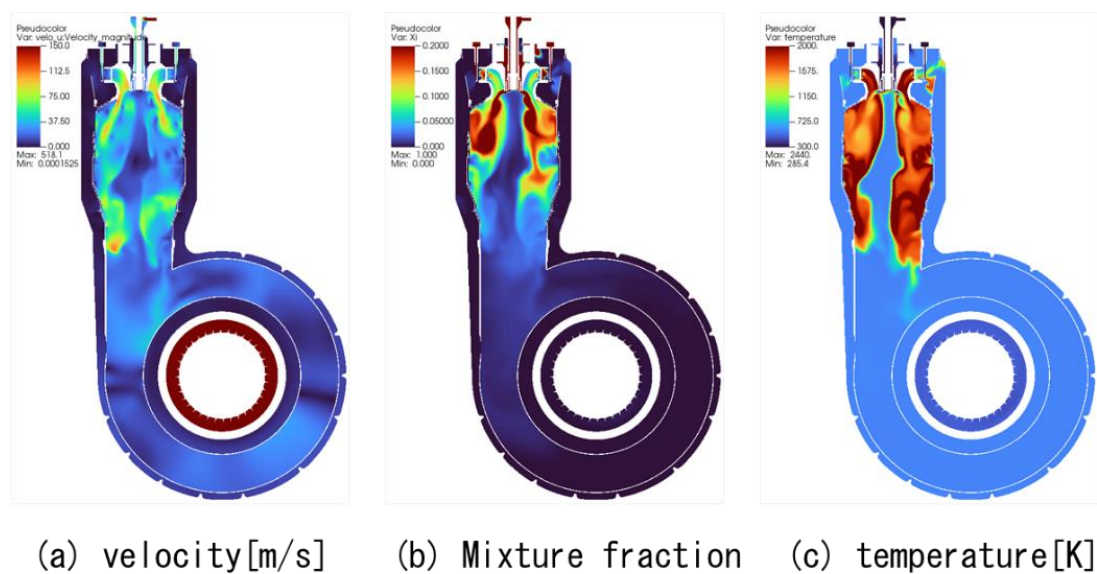 Pseudocolor
Var: velo_u:Velocity_magnitude
150.0
112.5
75.00
37.50
0.000
Max: 518.1
Min: 0.0001525
Pseudocolor
Var: Xi
0.2000
0.1500
0.1000
0.05000
0.000
Max: 1.000
Min: 0.000
Pseudocolor
Var: temperature
2000.
1575.
1150.
725.0
300.0
Max: 2440.
Min: 285.4
(a) velocity[m/s]
(b) Mixture fraction
(c) temperature[K]